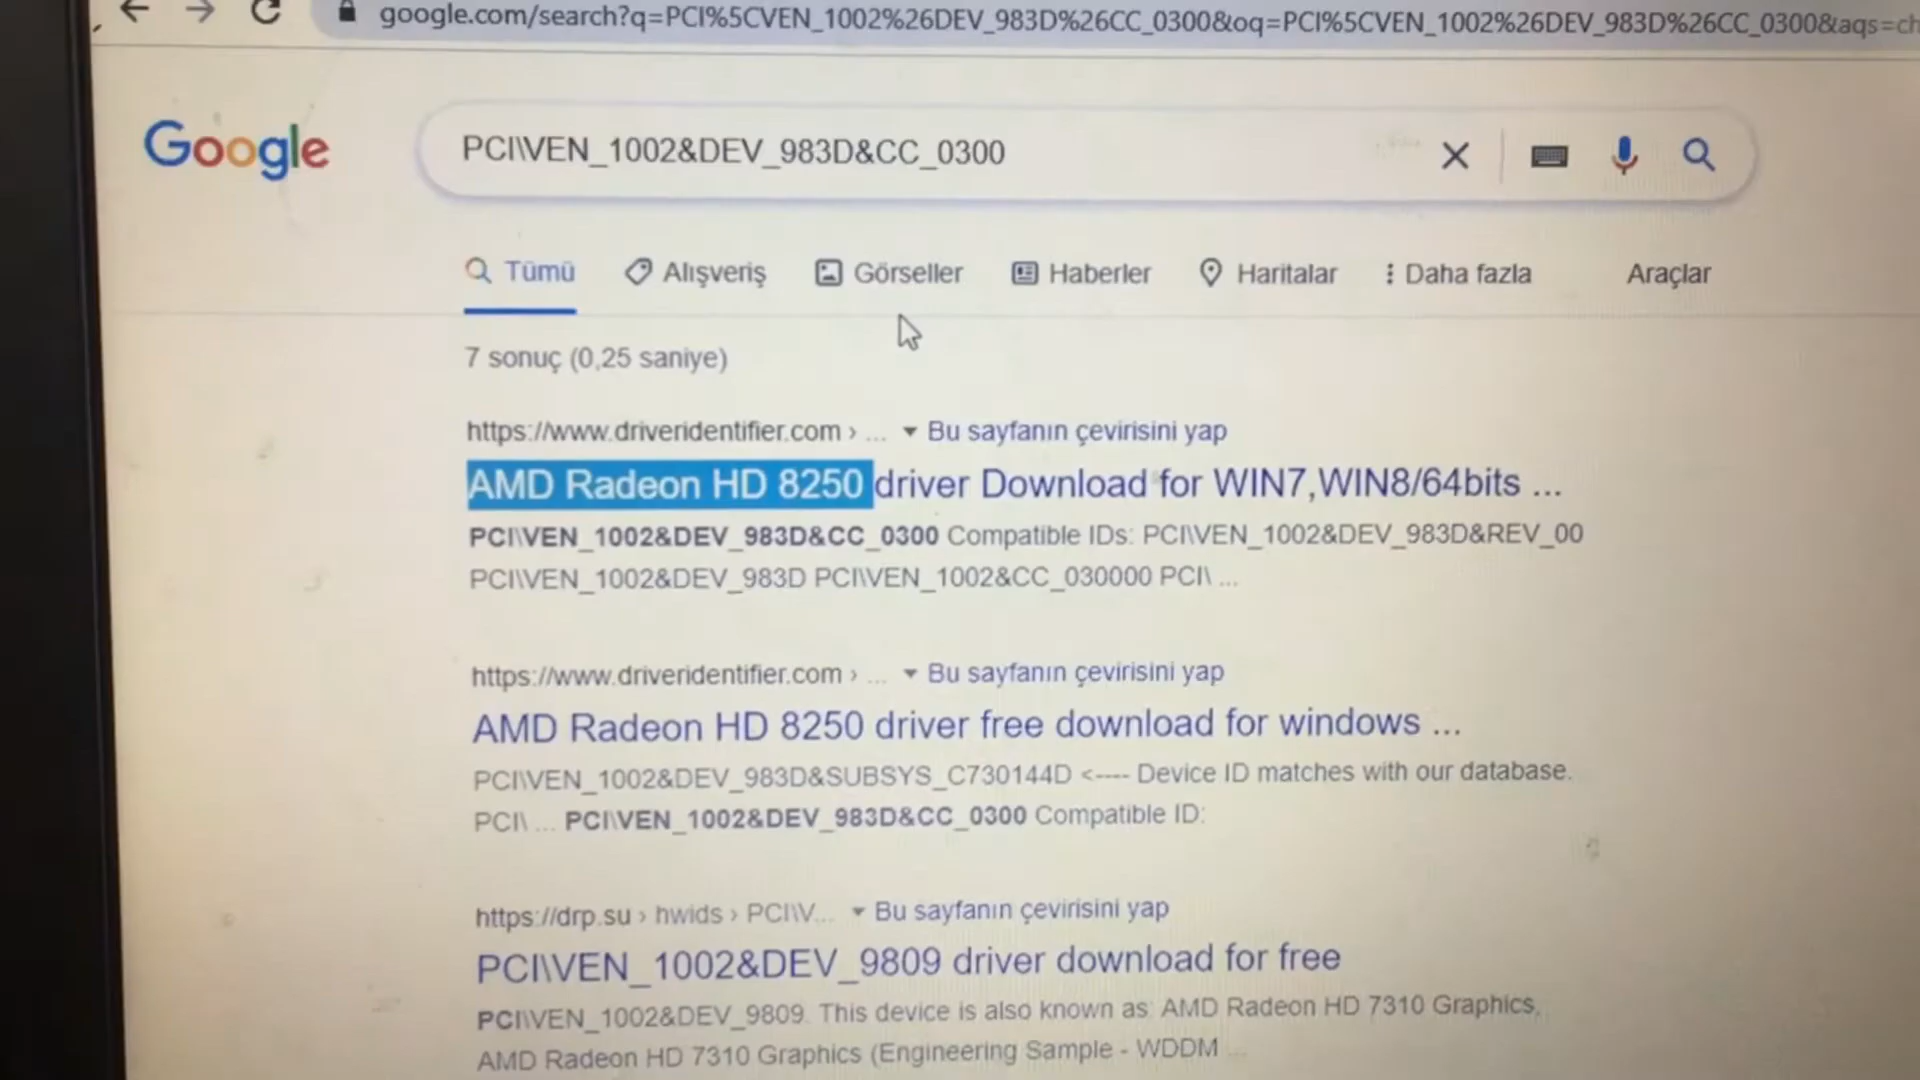 google.com/search?q=PCI%5CVEN_1002%26DEV_983D%26CC_0300&oq=PCI%5CVEN_1002%26DEV_983D%26CC_0300&aqs=ch
Google
PCI\VEN_1002&DEV_983D&CC_0300
Tümü Alışveriş Görseller Haberler Haritalar Daha fazla Araçlar
7 sonuç (0,25 saniye)
https://www.driveridentifier.com › ... Bu sayfanın çevirisini yap
AMD Radeon HD 8250 driver Download for WIN7,WIN8/64bits ...
PCI\VEN_1002&DEV_983D&CC_0300 Compatible IDs: PCI\VEN_1002&DEV_983D&REV_00
PCI\VEN_1002&DEV_983D PCI\VEN_1002&CC_030000 PCI\ ...
https://www.driveridentifier.com › ... Bu sayfanın çevirisini yap
AMD Radeon HD 8250 driver free download for windows ...
PCI\VEN_1002&DEV_983D&SUBSYS_C730144D <---- Device ID matches with our database.
PCI\ ... PCI\VEN_1002&DEV_983D&CC_0300 Compatible ID:
https://drp.su › hwids › PCI\V... Bu sayfanın çevirisini yap
PCI\VEN_1002&DEV_9809 driver download for free
PCI\VEN_1002&DEV_9809. This device is also known as: AMD Radeon HD 7310 Graphics,
AMD Radeon HD 7310 Graphics (Engineering Sample - WDDM ...